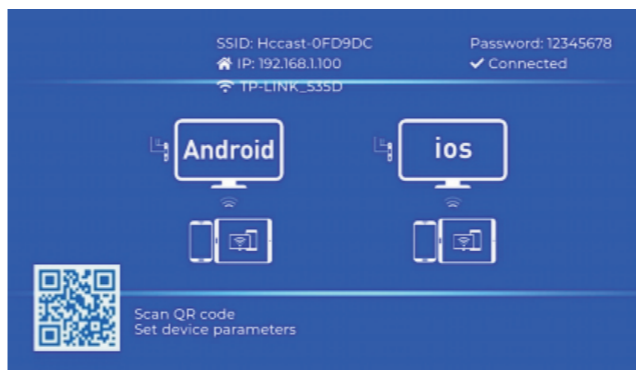 SSID: Hccast-0FD9DC
Password: 12345678
IP: 192.168.1.100
Connected
TP-LINK_535D
Android
ios
Scan QR code
Set device parameters